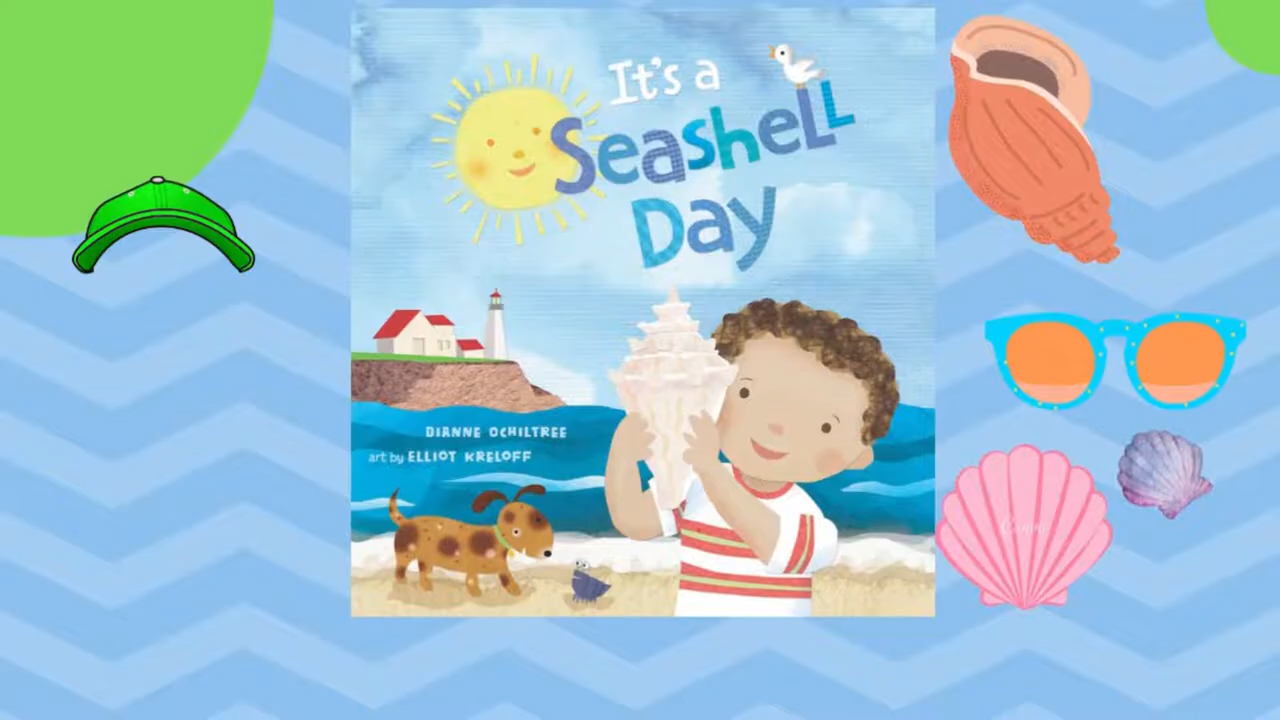 It's a
Seashell
Day
DIANNE OCHILTREE
art by ELLIOT KRELOFF